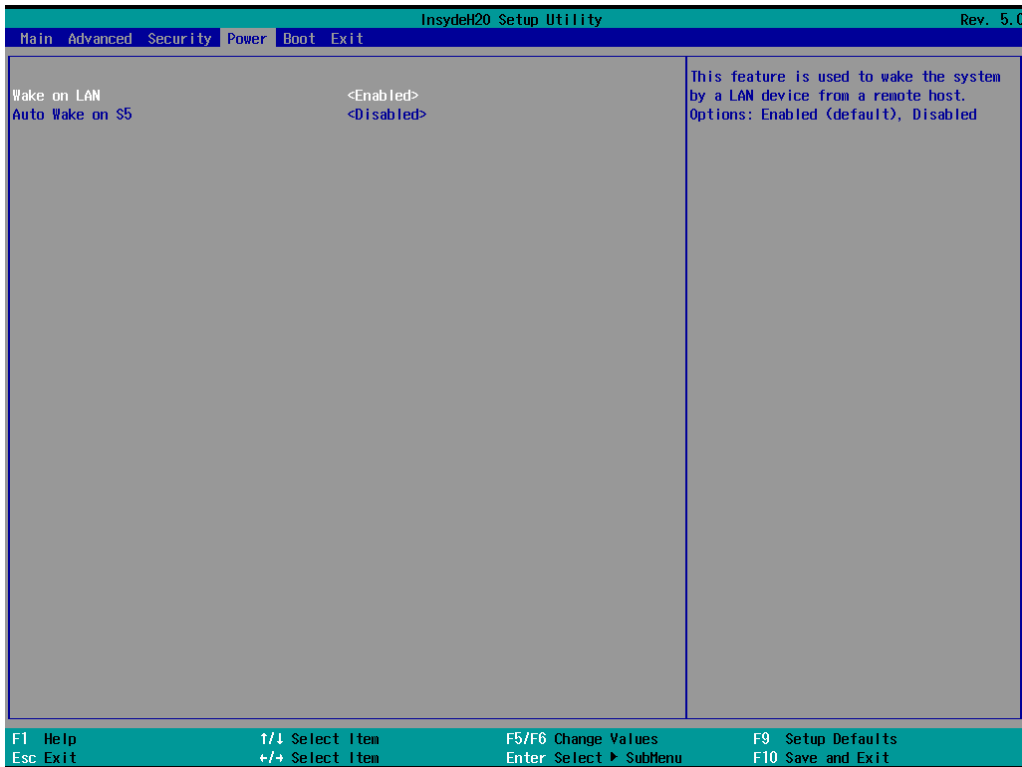 InsydeH20 Setup Utility Rev. 5.0
Main Advanced Security Power Boot Exit
This feature is used to wake the system
Wake on LAN <Enabled> by a LAN device from a remote host.
Auto Wake on S5 <Disabled> Options: Enabled (default), Disabled
F1 Help ↑/↓ Select Item F5/F6 Change Values F9 Setup Defaults
Esc Exit ←/→ Select Item Enter Select ▶ SubMenu F10 Save and Exit